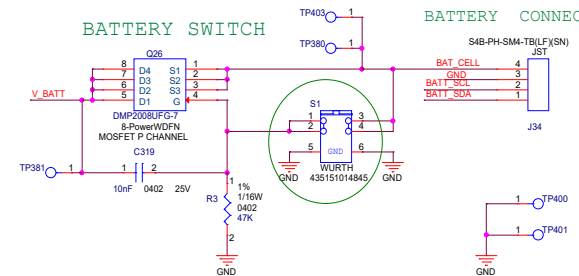 BATTERY SWITCH
BATTERY CONNEC
TP403 1
TP380 1
Q26
8 D4 S1 1
7 D3 S2 2
6 D2 S3 3
5 D1 G 4
V_BATT
DMP2008UFG-7
8-PowerWDFN
MOSFET P CHANNEL
S4B-PH-SM4-TB(LF)(SN)
JST
BAT_CELL 4
GND 3
BATT_SCL 2
BATT_SDA 1
J34
S1
1 3
2 4
5 GND 6
WURTH
435151014845
GND
GND
C319
TP381 1
1 2
10nF 0402 25V
R3
1
1%
1/16W
0402
47K
2
GND
1 TP400
1 TP401
GND